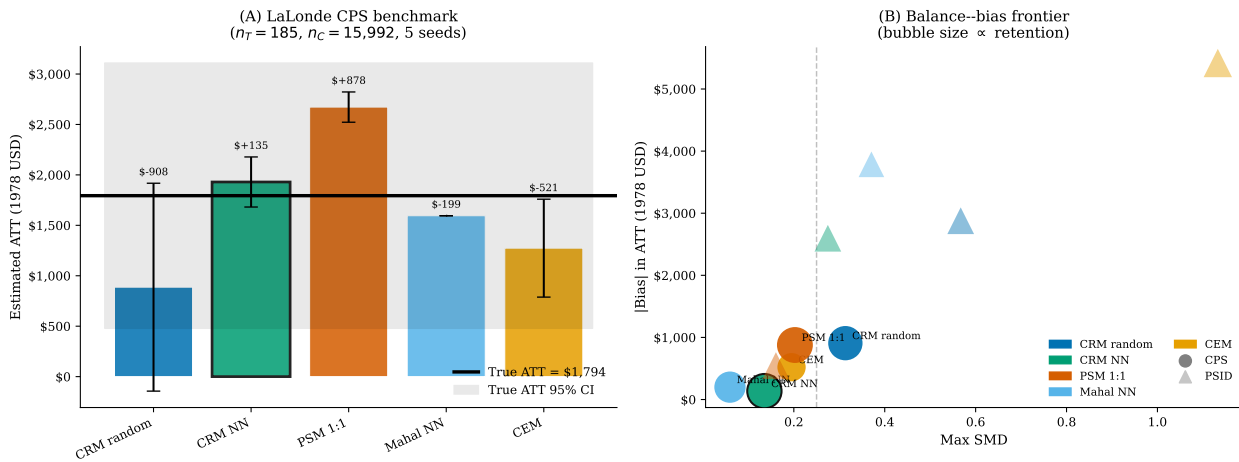 (A) LaLonde CPS benchmark
(n_T = 185, n_C = 15,992, 5 seeds)
Estimated ATT (1978 USD)
$3,000
$2,500
$2,000
$1,500
$1,000
$500
$0
$-908
$+135
$+878
$-199
$-521
True ATT = $1,794
True ATT 95% CI
CRM random
CRM NN
PSM 1:1
Mahal NN
CEM
(B) Balance--bias frontier
(bubble size ∝ retention)
|Bias| in ATT (1978 USD)
$5,000
$4,000
$3,000
$2,000
$1,000
$0
PSM 1:1
CRM random
CEM
Mahal NN
CRM NN
CRM random
CRM NN
PSM 1:1
Mahal NN
CEM
CPS
PSID
0.2
0.4
0.6
0.8
1.0
Max SMD